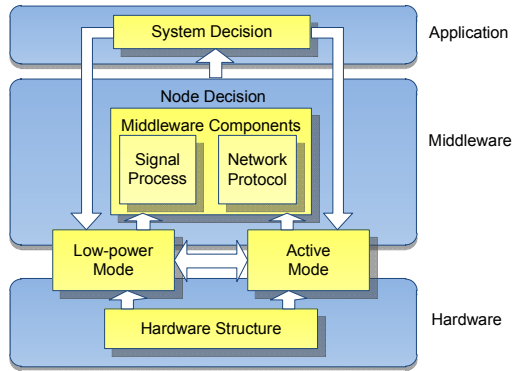 System Decision
Application
Node Decision
Middleware Components
Signal
Process
Network
Protocol
Middleware
Low-power
Mode
Active
Mode
Hardware Structure
Hardware